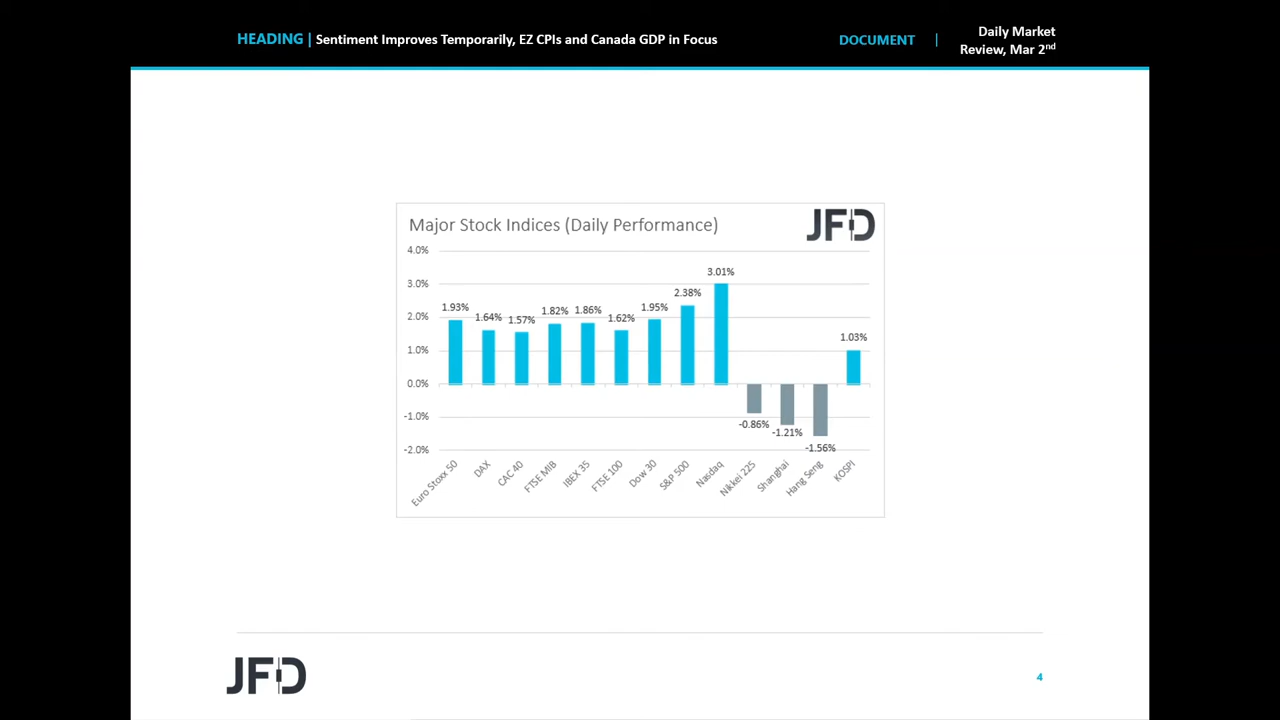 HEADING | Sentiment Improves Temporarily, EZ CPIs and Canada GDP in Focus
DOCUMENT |
Daily Market
Review, Mar 2nd
Major Stock Indices (Daily Performance)
JFD
4.0%
3.0%
2.0%
1.0%
0.0%
-1.0%
-2.0%
1.93%
1.64%
1.57%
1.82%
1.86%
1.62%
1.95%
2.38%
3.01%
-0.86%
-1.21%
-1.56%
1.03%
Euro Stoxx 50
DAX
CAC 40
FTSE MIB
IBEX 35
FTSE 100
Dow 30
S&P 500
Nasdaq
Nikkei 225
Shanghai
Hang Seng
KOSPI
JFD
4